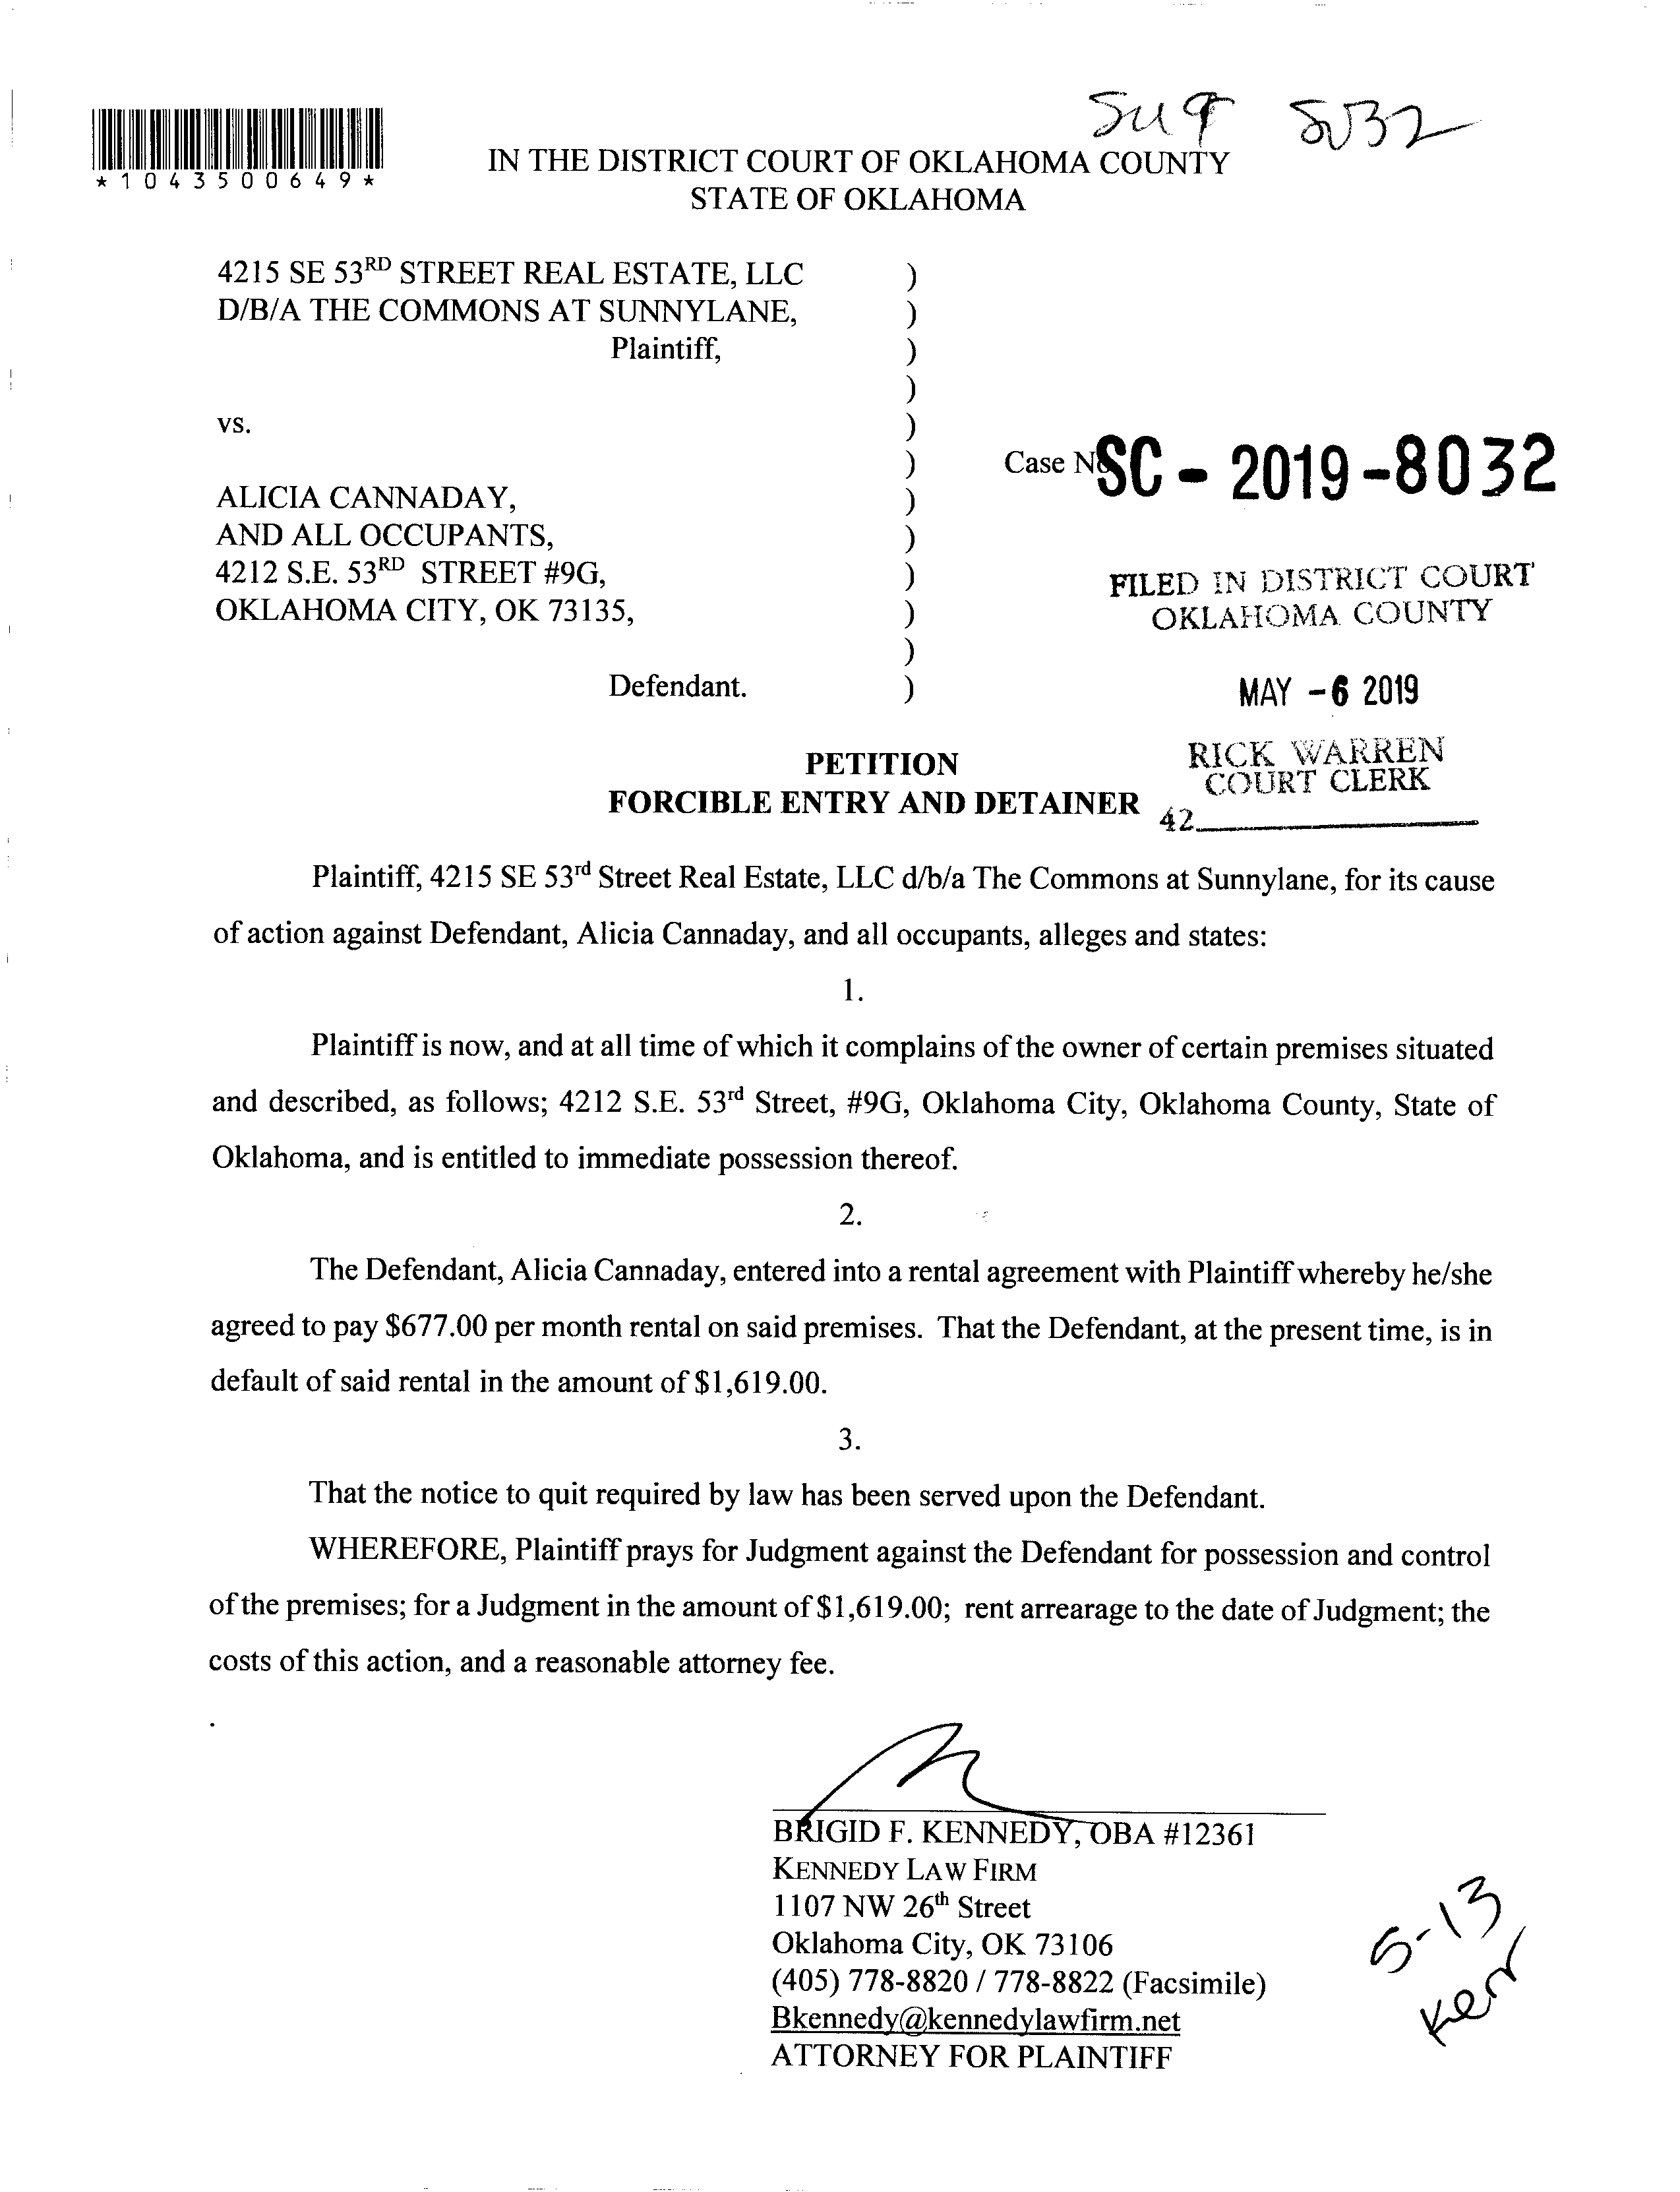 8032
*1043500649*
IN THE DISTRICT COURT OF OKLAHOMA COUNTY
STATE OF OKLAHOMA
4215 SE 53RD STREET REAL ESTATE, LLC )
D/B/A THE COMMONS AT SUNNYLANE, )
Plaintiff, )
)
vs. )
Case No SC - 2019 - 8032 )
ALICIA CANNADAY, )
AND ALL OCCUPANTS, )
4212 S.E. 53RD STREET #9G, )
OKLAHOMA CITY, OK 73135, )
)
Defendant. )
FILED IN DISTRICT COURT
OKLAHOMA COUNTY
MAY - 6 2019
RICK WARREN
COURT CLERK
42
PETITION
FORCIBLE ENTRY AND DETAINER
Plaintiff, 4215 SE 53rd Street Real Estate, LLC d/b/a The Commons at Sunnylane, for its cause
of action against Defendant, Alicia Cannaday, and all occupants, alleges and states:
1.
Plaintiff is now, and at all time of which it complains of the owner of certain premises situated
and described, as follows; 4212 S.E. 53rd Street, #9G, Oklahoma City, Oklahoma County, State of
Oklahoma, and is entitled to immediate possession thereof.
2.
The Defendant, Alicia Cannaday, entered into a rental agreement with Plaintiff whereby he/she
agreed to pay $677.00 per month rental on said premises. That the Defendant, at the present time, is in
default of said rental in the amount of $1,619.00.
3.
That the notice to quit required by law has been served upon the Defendant.
WHEREFORE, Plaintiff prays for Judgment against the Defendant for possession and control
of the premises; for a Judgment in the amount of $1,619.00; rent arrearage to the date of Judgment; the
costs of this action, and a reasonable attorney fee.
.
BRIGID F. KENNEDY, OBA #12361
KENNEDY LAW FIRM
1107 NW 26th Street
Oklahoma City, OK 73106
(405) 778-8820 / 778-8822 (Facsimile)
Bkennedy@kennedylawfirm.net
ATTORNEY FOR PLAINTIFF
5-13